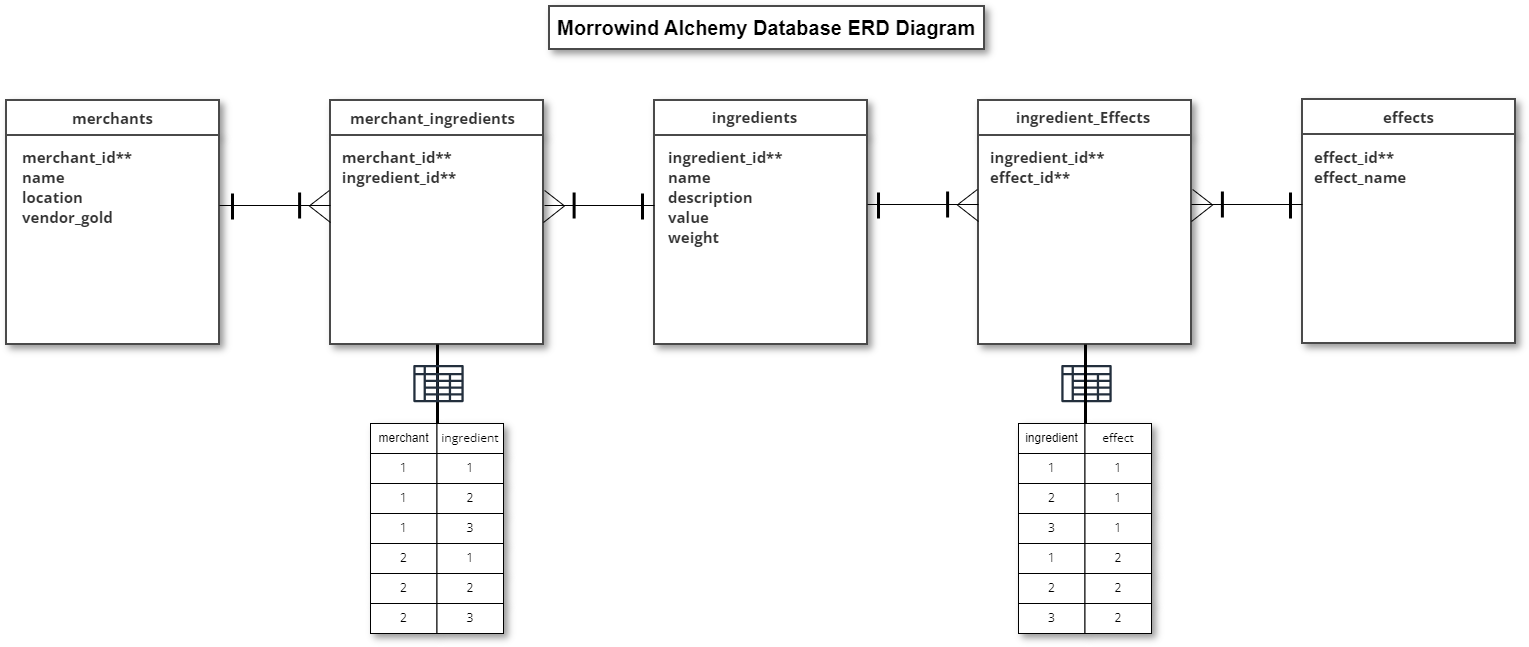 Morrowind Alchemy Database ERD Diagram
merchants
merchant_id**
name
location
vendor_gold
merchant_ingredients
merchant_id**
ingredient_id**
ingredients
ingredient_id**
name
description
value
weight
ingredient_Effects
ingredient_id**
effect_id**
effects
effect_id**
effect_name
merchant ingredient
1 1
1 2
1 3
2 1
2 2
2 3
ingredient effect
1 1
2 1
3 1
1 2
2 2
3 2